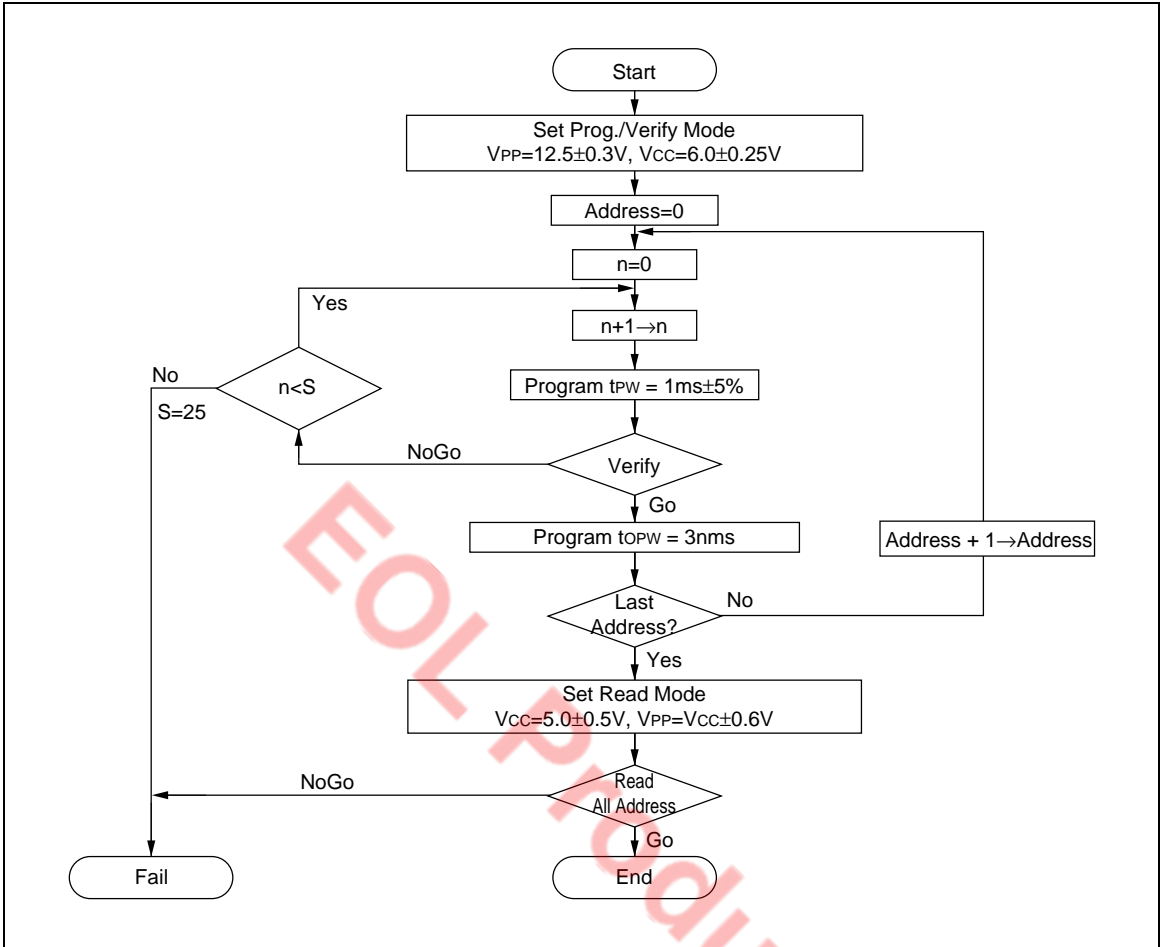 Start
Set Prog./Verify Mode
VPP=12.5±0.3V, VCC=6.0±0.25V
Address=0
n=0
Yes
n+1→n
No
n<S
S=25
Program tPW = 1ms±5%
NoGo
Verify
Go
Program tOPW = 3nms
Address + 1→Address
Last
Address?
No
Yes
Set Read Mode
VCC=5.0±0.5V, VPP=VCC±0.6V
NoGo
Read
All Address
Go
Fail
End
EOL Produ